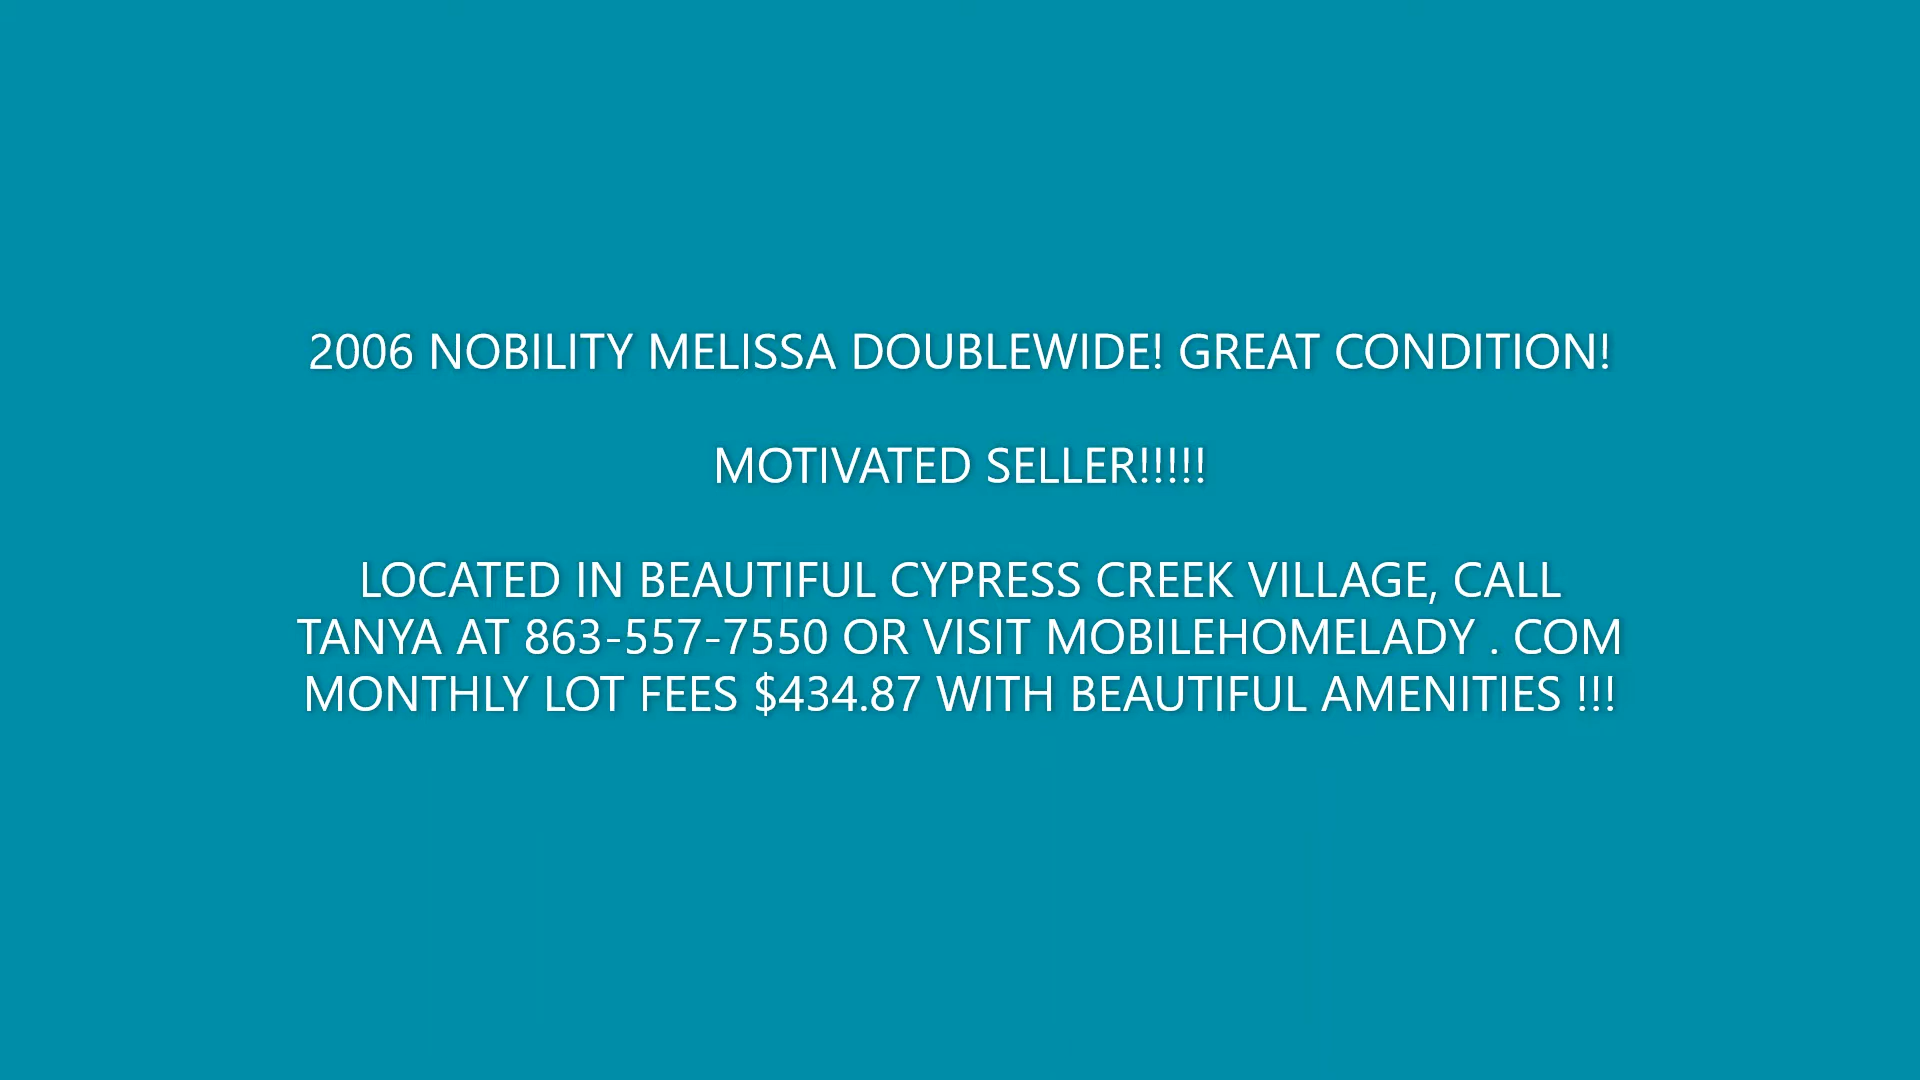 2006 NOBILITY MELISSA DOUBLEWIDE! GREAT CONDITION!
MOTIVATED SELLER!!!!!
LOCATED IN BEAUTIFUL CYPRESS CREEK VILLAGE, CALL
TANYA AT 863-557-7550 OR VISIT MOBILEHOMELADY . COM
MONTHLY LOT FEES $434.87 WITH BEAUTIFUL AMENITIES !!!